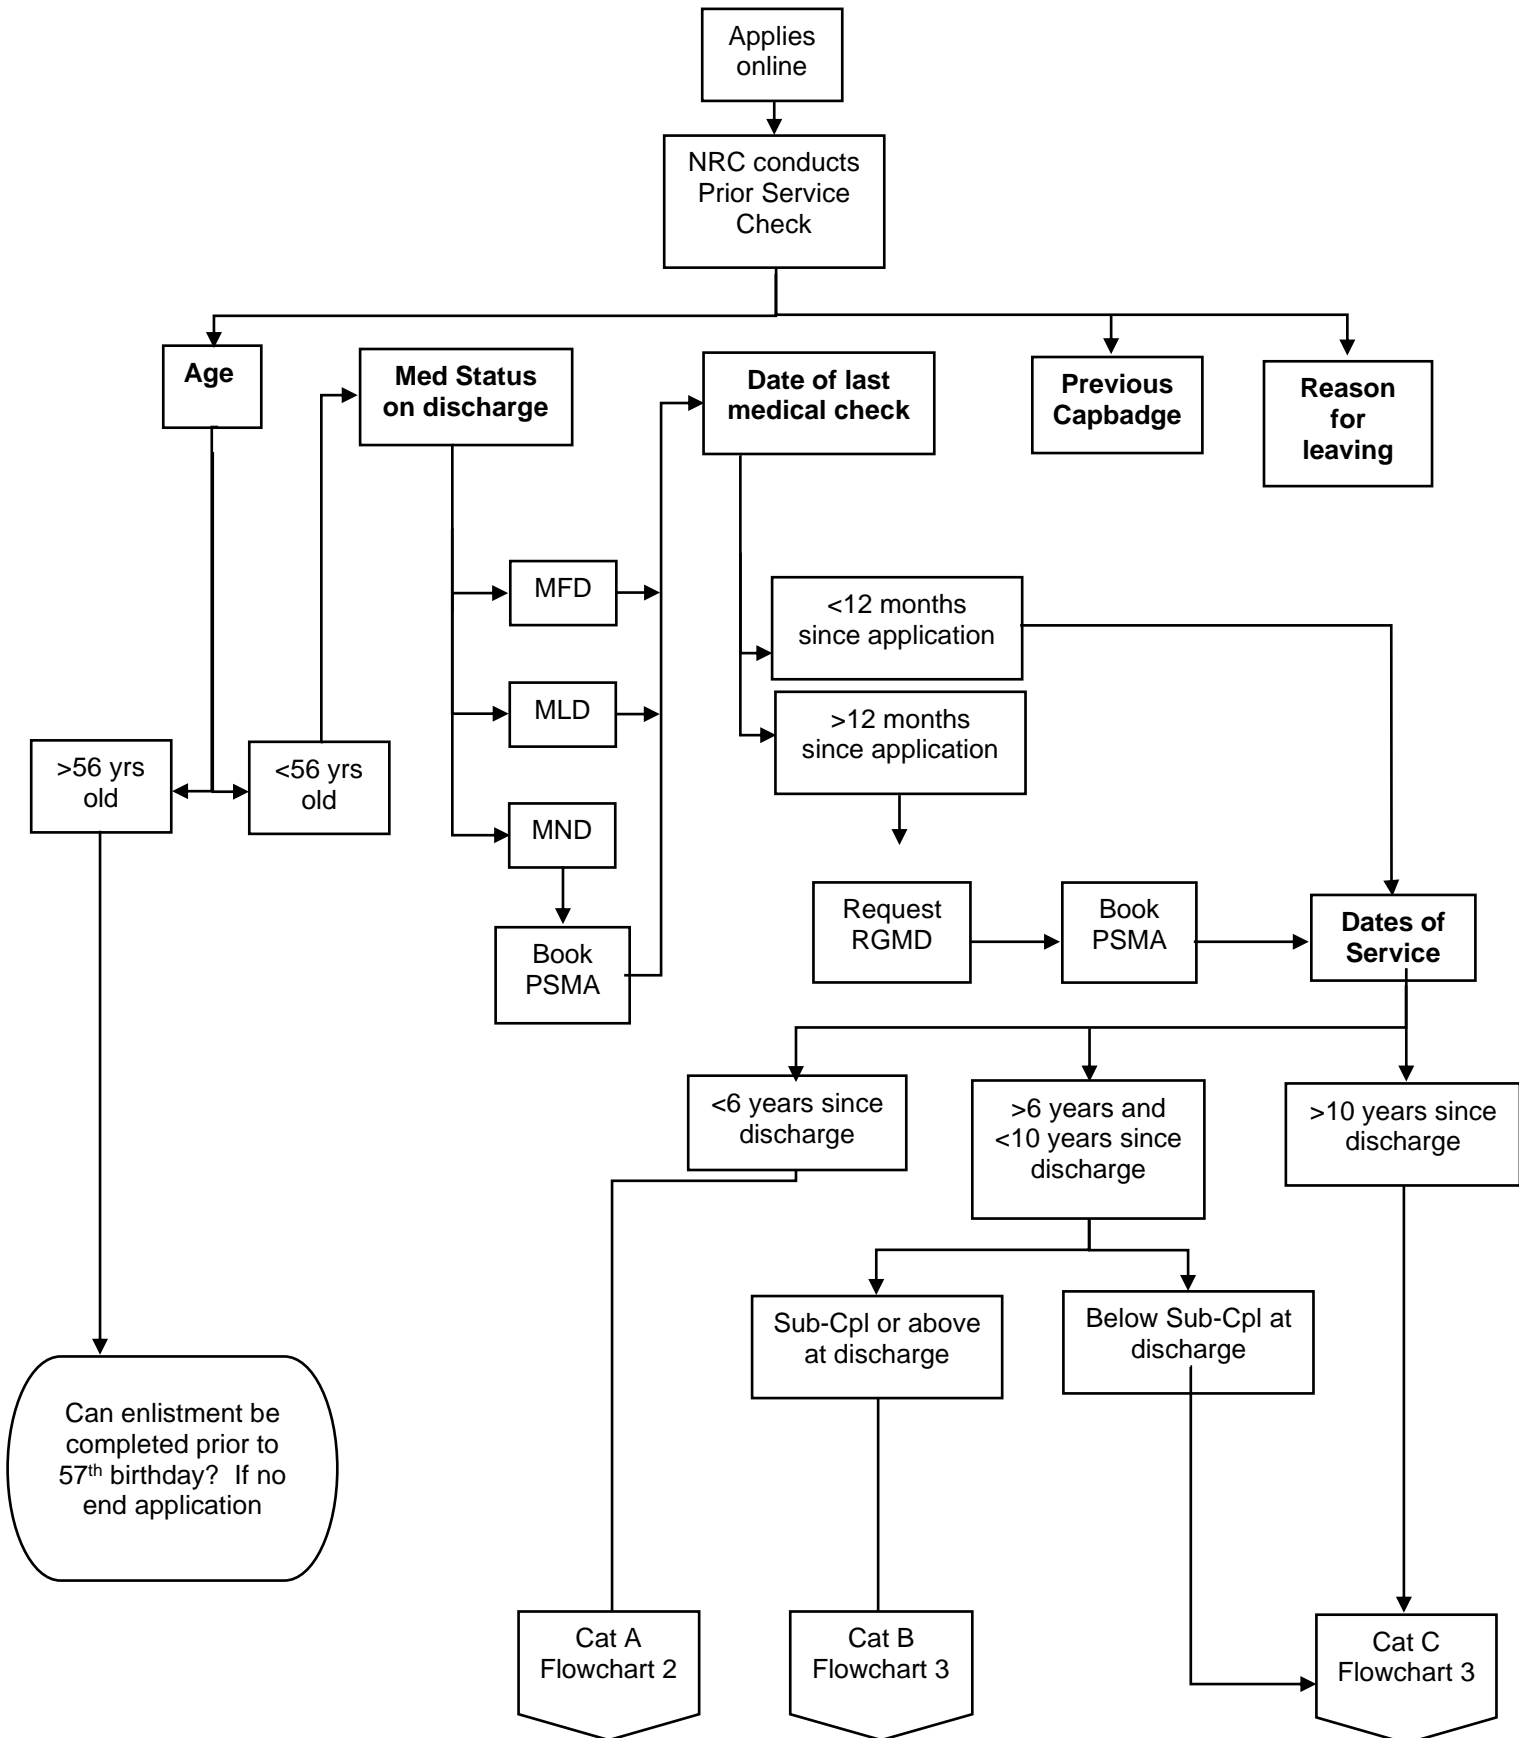 Applies
online
NRC conducts
Prior Service
Check
Age
Med Status
on discharge
Date of last
medical check
Previous
Capbadge
Reason
for
leaving
MFD
<12 months
since application
MLD
>12 months
since application
>56 yrs
old
<56 yrs
old
MND
Book
PSMA
Request
RGMD
Book
PSMA
Dates of
Service
<6 years since
discharge
>6 years and
<10 years since
discharge
>10 years since
discharge
Sub-Cpl or above
at discharge
Below Sub-Cpl at
discharge
Can enlistment be
completed prior to
57th birthday? If no
end application
Cat A
Flowchart 2
Cat B
Flowchart 3
Cat C
Flowchart 3